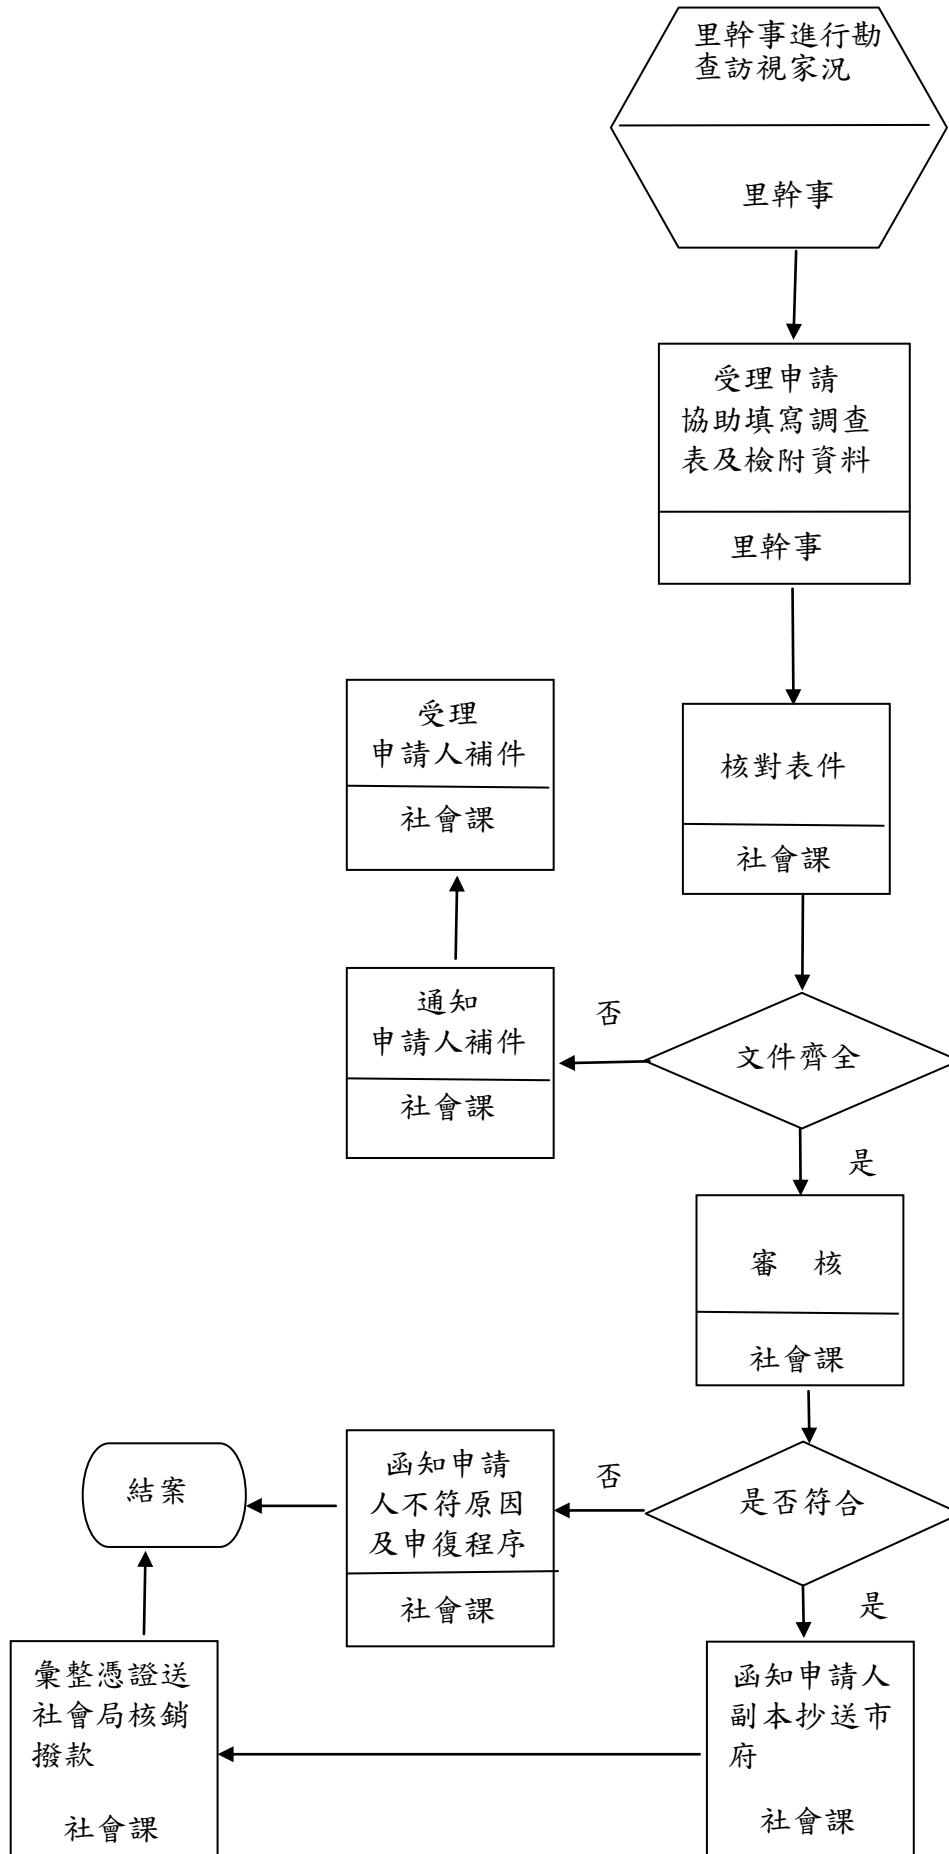 里幹事進行勘
查訪視家況
里幹事
受理申請
協助填寫調查
表及檢附資料
里幹事
受理
申請人補件
社會課
核對表件
社會課
通知
申請人補件
社會課
否
文件齊全
是
審 核
社會課
結案
函知申請
人不符原因
及申復程序
社會課
否
是否符合
是
彙整憑證送
社會局核銷
撥款
社會課
函知申請人
副本抄送市
府
社會課